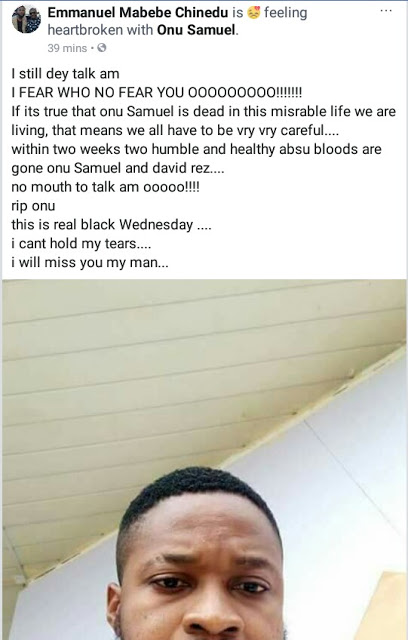 Emmanuel Mabebe Chinedu is 😥 feeling
heartbroken with Onu Samuel.
39 mins •
I still dey talk am
I FEAR WHO NO FEAR YOU OOOOOOOOO!!!!!!!
If its true that onu Samuel is dead in this misrable life we are
living, that means we all have to be vry vry careful....
within two weeks two humble and healthy absu bloods are
gone onu Samuel and david rez....
no mouth to talk am ooooo!!!!
rip onu
this is real black Wednesday ....
i cant hold my tears....
i will miss you my man...